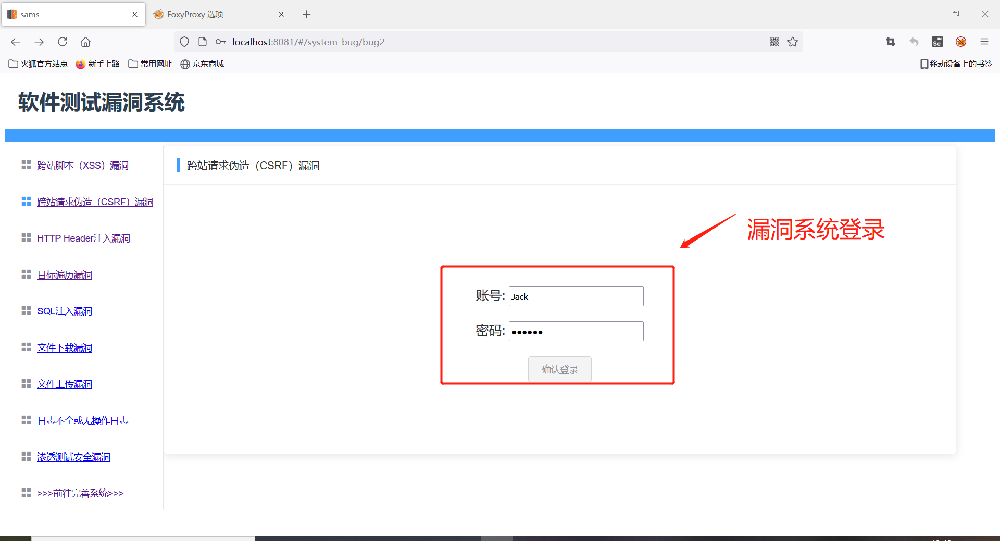 sams
FoxyProxy 选项
localhost:8081/#/system_bug/bug2
Se
火狐官方站点
新手上路
常用网址
京东商城
移动设备上的书签
软件测试漏洞系统
跨站脚本（XSS）漏洞
跨站请求伪造（CSRF）漏洞
HTTP Header注入漏洞
目标遍历漏洞
SQL注入漏洞
文件下载漏洞
文件上传漏洞
日志不全或无操作日志
渗透测试安全漏洞
>>>前往完善系统>>>
跨站请求伪造（CSRF）漏洞
漏洞系统登录
账号: Jack
密码: ●●●●●●
确认登录